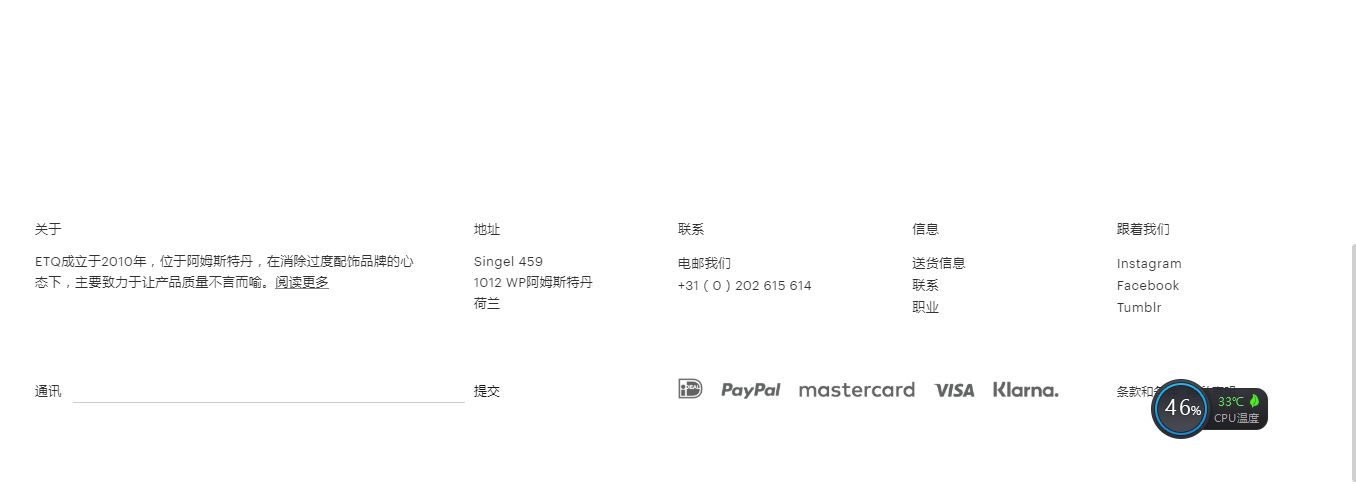 关于
ETQ成立于2010年，位于阿姆斯特丹，在消除过度配饰品牌的心
态下，主要致力于让产品质量不言而喻。阅读更多
地址
Singel 459
1012 WP阿姆斯特丹
荷兰
联系
电邮我们
+31 ( 0 ) 202 615 614
信息
送货信息
联系
职业
跟着我们
Instagram
Facebook
Tumblr
通讯
提交
iDEAL PayPal mastercard VISA Klarna.
条款和
46%
33℃
CPU温度